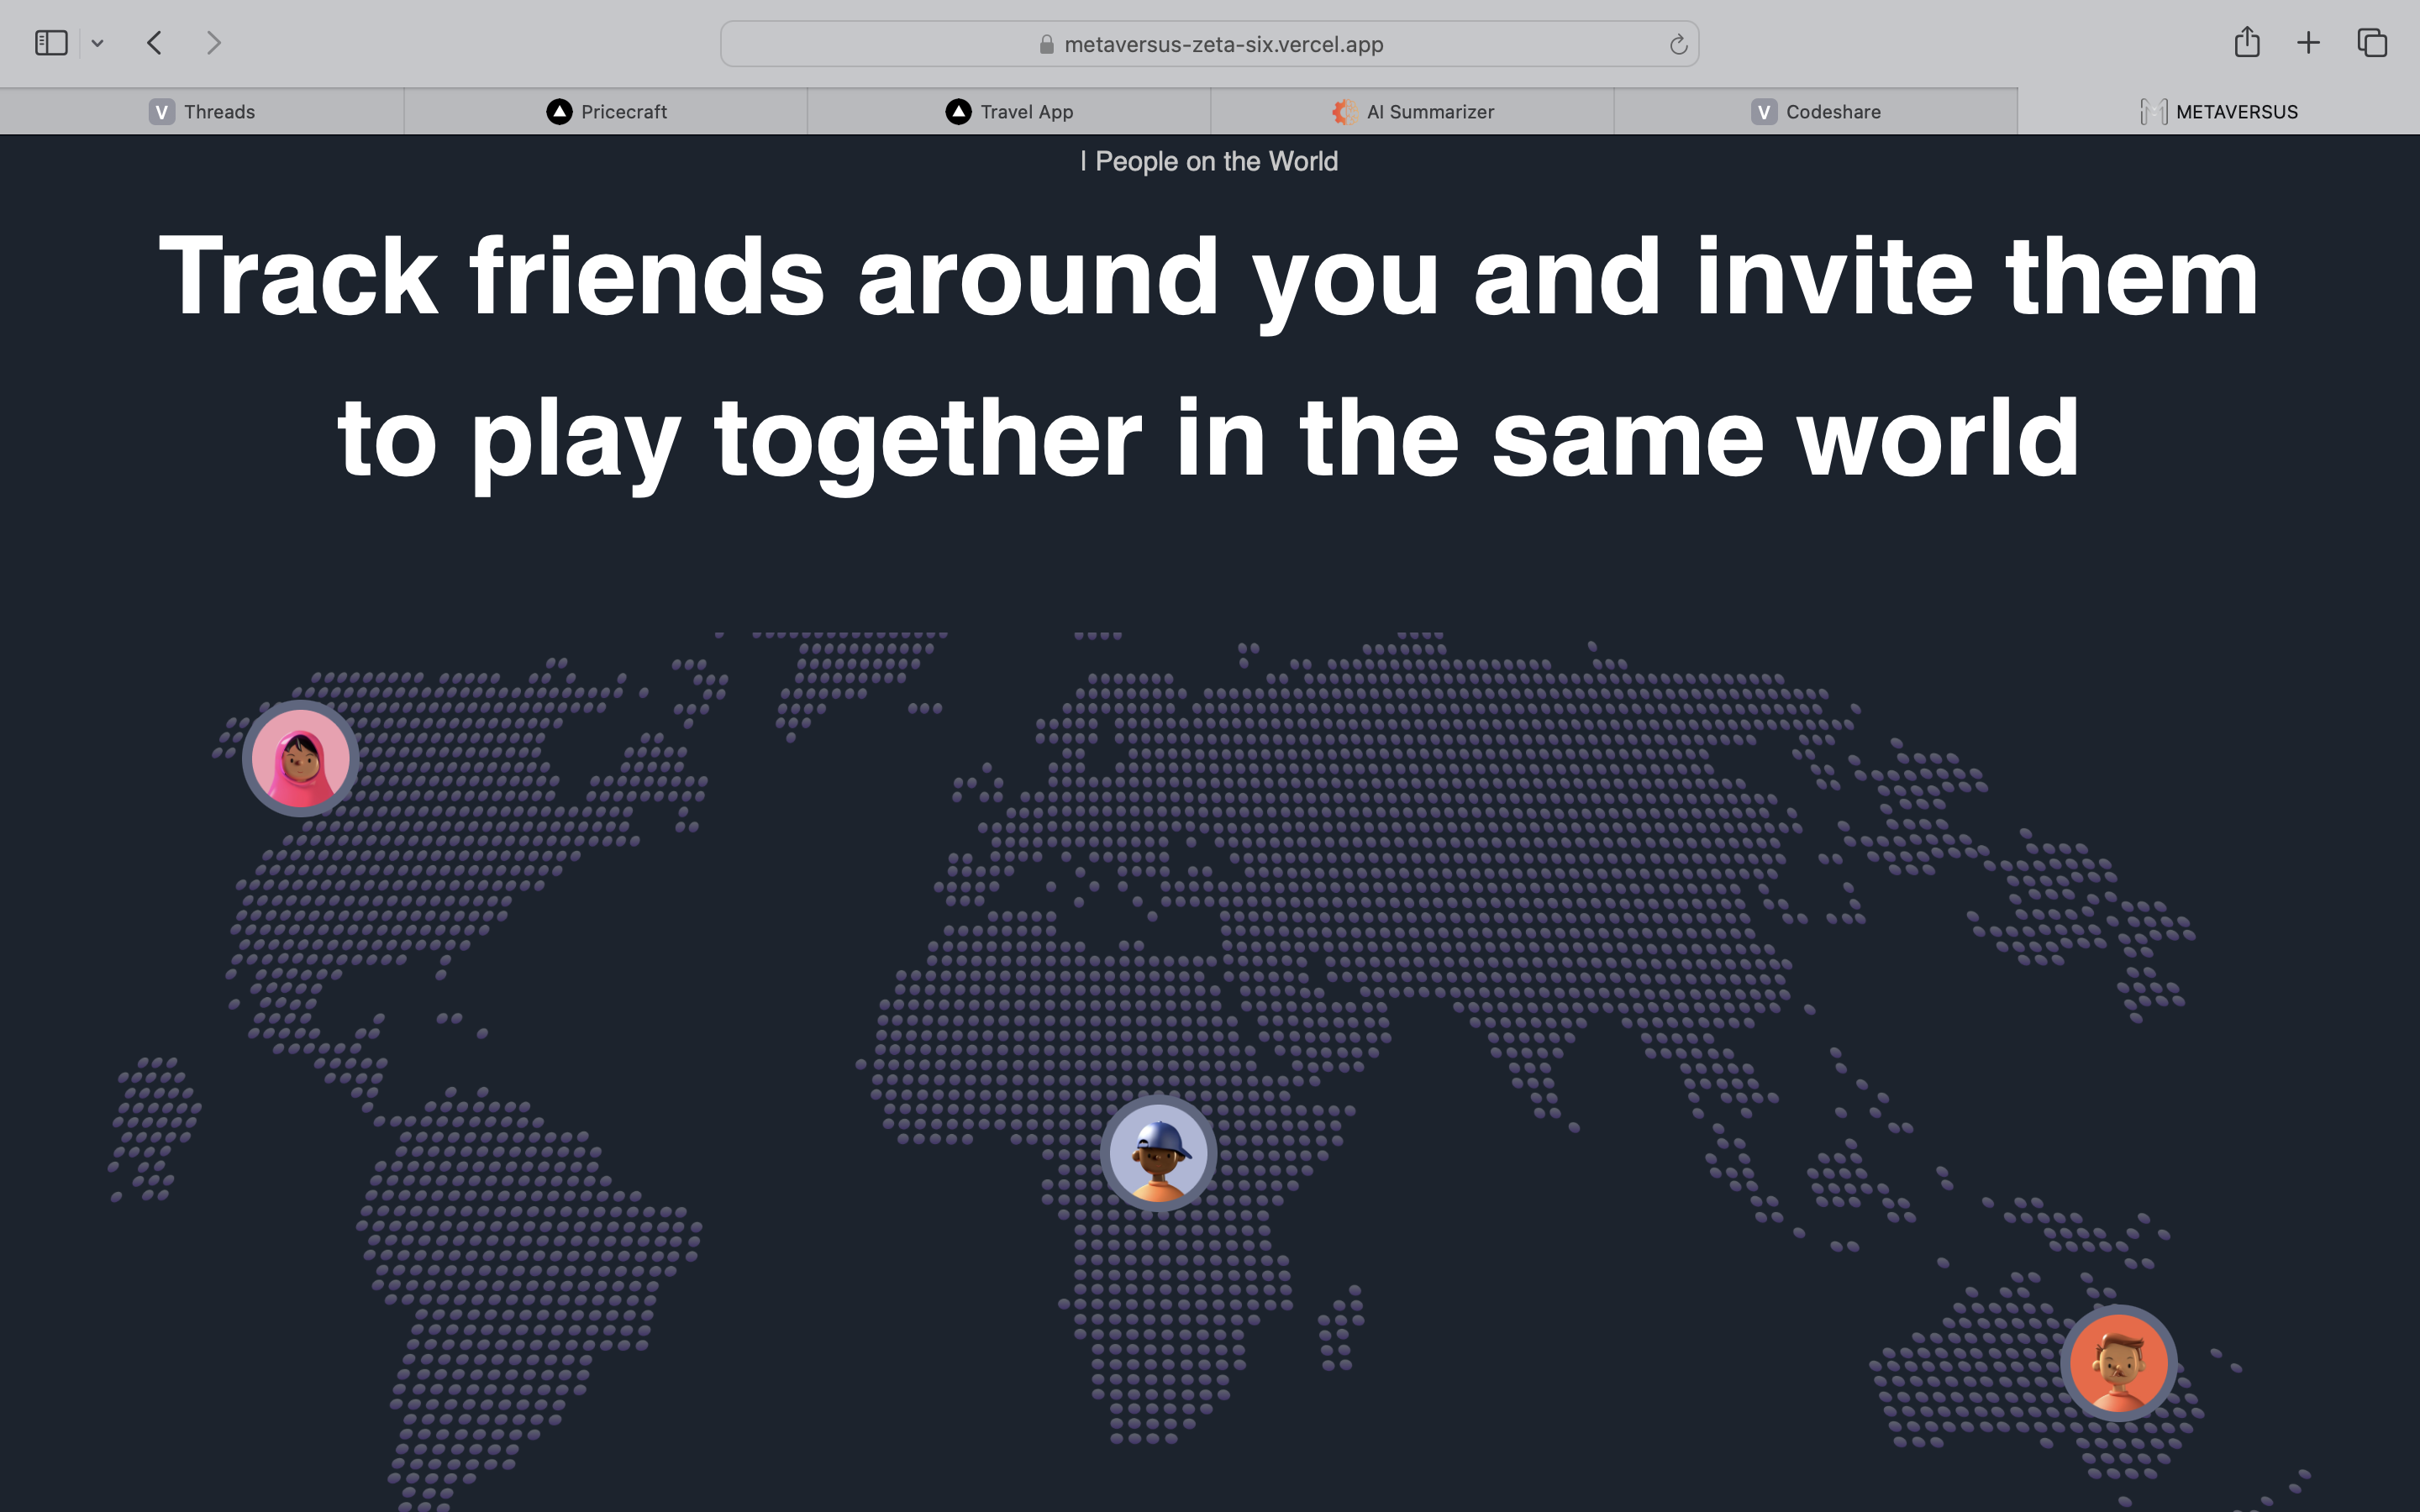 metaversus-zeta-six.vercel.app
V Threads
Pricecraft
Travel App
AI Summarizer
V Codeshare
METAVERSUS
| People on the World
Track friends around you and invite them
to play together in the same world